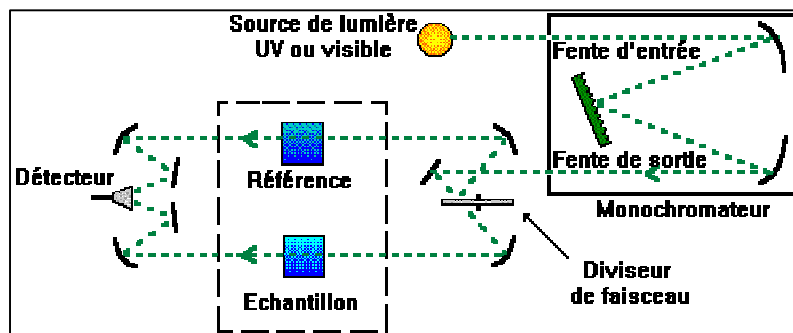 Source de lumière
UV ou visible
Fente d'entrée
Fente de sortie
Monochromateur
Détecteur
Référence
Echantillon
Diviseur
de faisceau